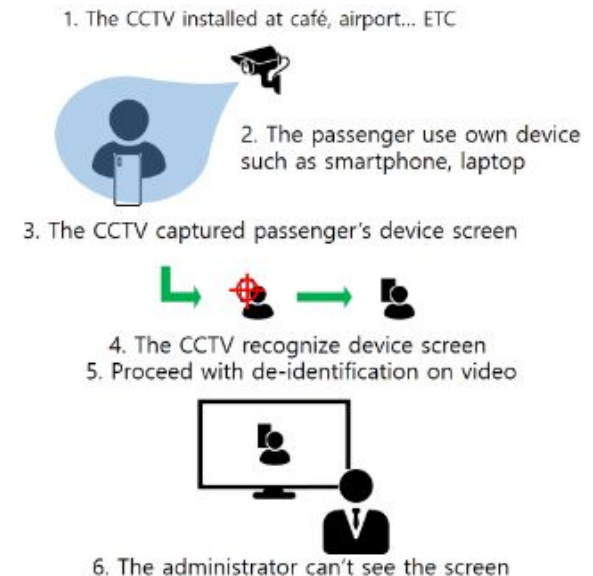 1. The CCTV installed at café, airport... ETC
2. The passenger use own device
such as smartphone, laptop
3. The CCTV captured passenger's device screen
4. The CCTV recognize device screen
5. Proceed with de-identification on video
6. The administrator can't see the screen